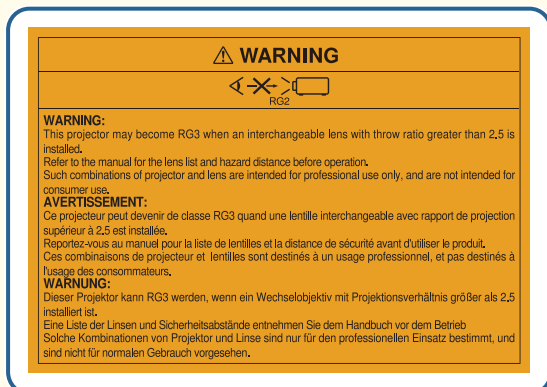 ⚠ WARNING
RG2
WARNING:
This projector may become RG3 when an interchangeable lens with throw ratio greater than 2.5 is
installed.
Refer to the manual for the lens list and hazard distance before operation.
Such combinations of projector and lens are intended for professional use only, and are not intended for
consumer use.
AVERTISSEMENT:
Ce projecteur peut devenir de classe RG3 quand une lentille interchangeable avec rapport de projection
supérieur à 2.5 est installée.
Reportez-vous au manuel pour la liste de lentilles et la distance de sécurité avant d'utiliser le produit.
Ces combinaisons de projecteur et lentilles sont destinés à un usage professionnel, et pas destinés à
l'usage des consommateurs.
WARNUNG:
Dieser Projektor kann RG3 werden, wenn ein Wechselobjektiv mit Projektionsverhältnis größer als 2.5
installiert ist.
Eine Liste der Linsen und Sicherheitsabstände entnehmen Sie dem Handbuch vor dem Betrieb
Solche Kombinationen von Projektor und Linse sind nur für den professionellen Einsatz bestimmt, und
sind nicht für normalen Gebrauch vorgesehen.